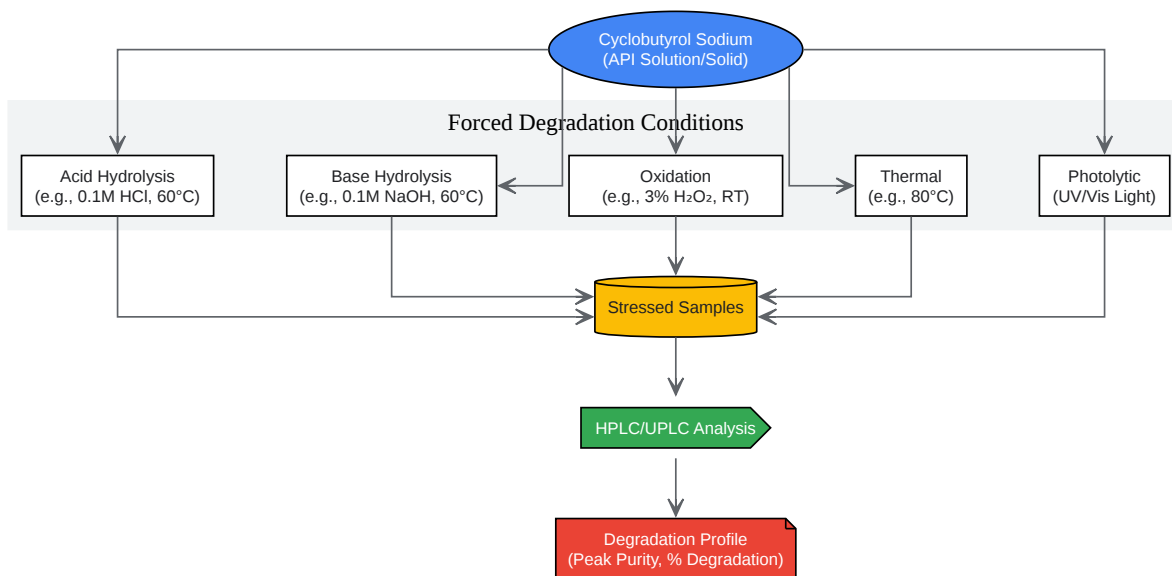 Cyclobutyrol Sodium
(API Solution/Solid)
Forced Degradation Conditions
Acid Hydrolysis
(e.g., 0.1M HCl, 60°C)
Base Hydrolysis
(e.g., 0.1M NaOH, 60°C)
Oxidation
(e.g., 3% H₂O₂, RT)
Thermal
(e.g., 80°C)
Photolytic
(UV/Vis Light)
Stressed Samples
HPLC/UPLC Analysis
Degradation Profile
(Peak Purity, % Degradation)